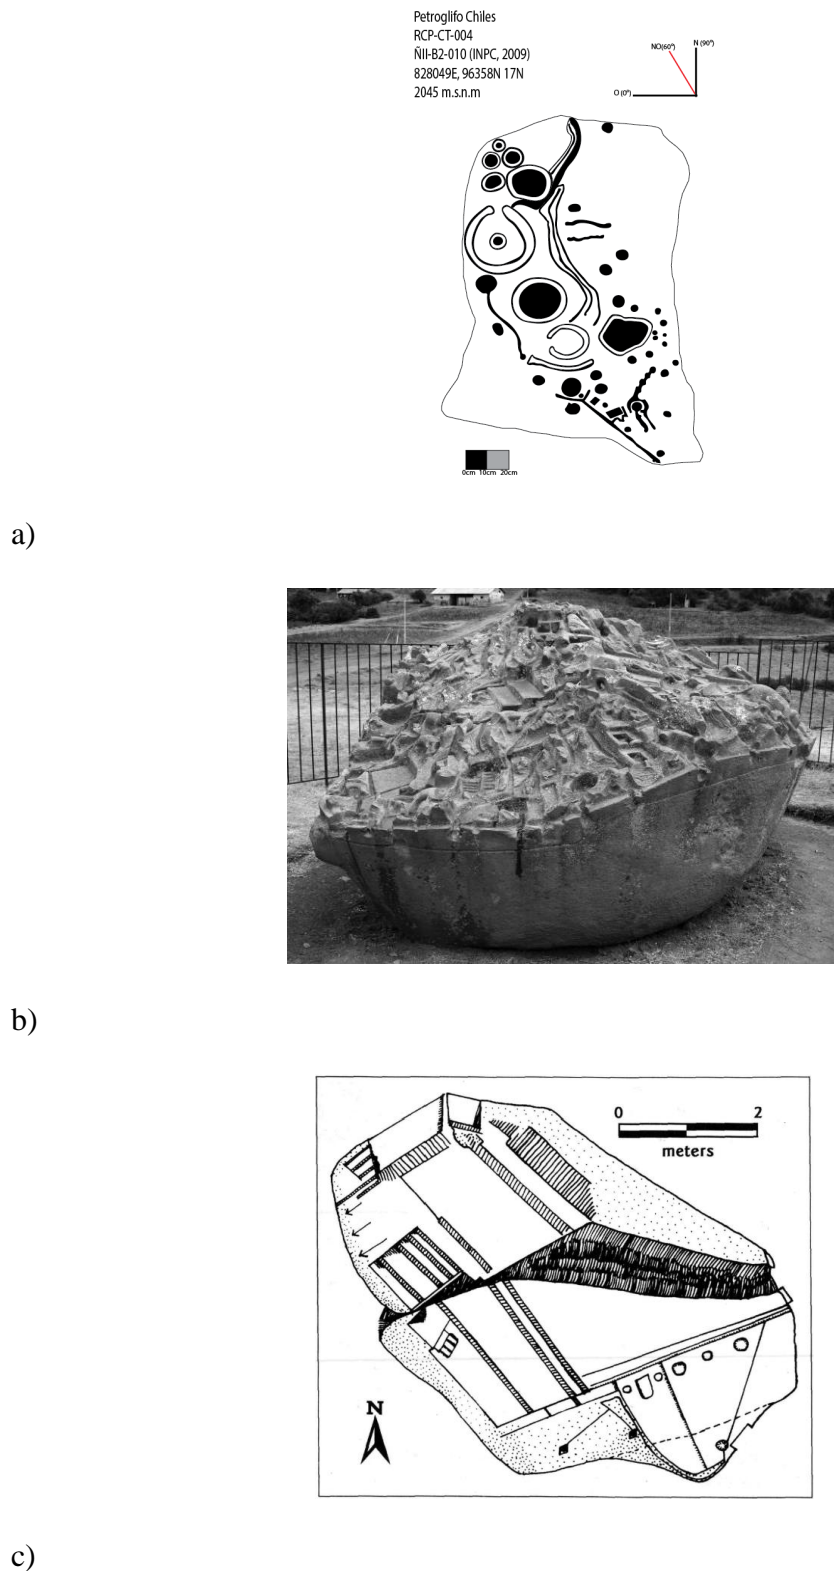 Petroglifo Chiles
RCP-CT-004
ÑII-B2-010 (INPC, 2009)
828049E, 96358N 17N
2045 m.s.n.m
NO(60°)
N (90°)
O (0°)
0cm 10cm 20cm
a)
b)
0 2
meters
N
c)